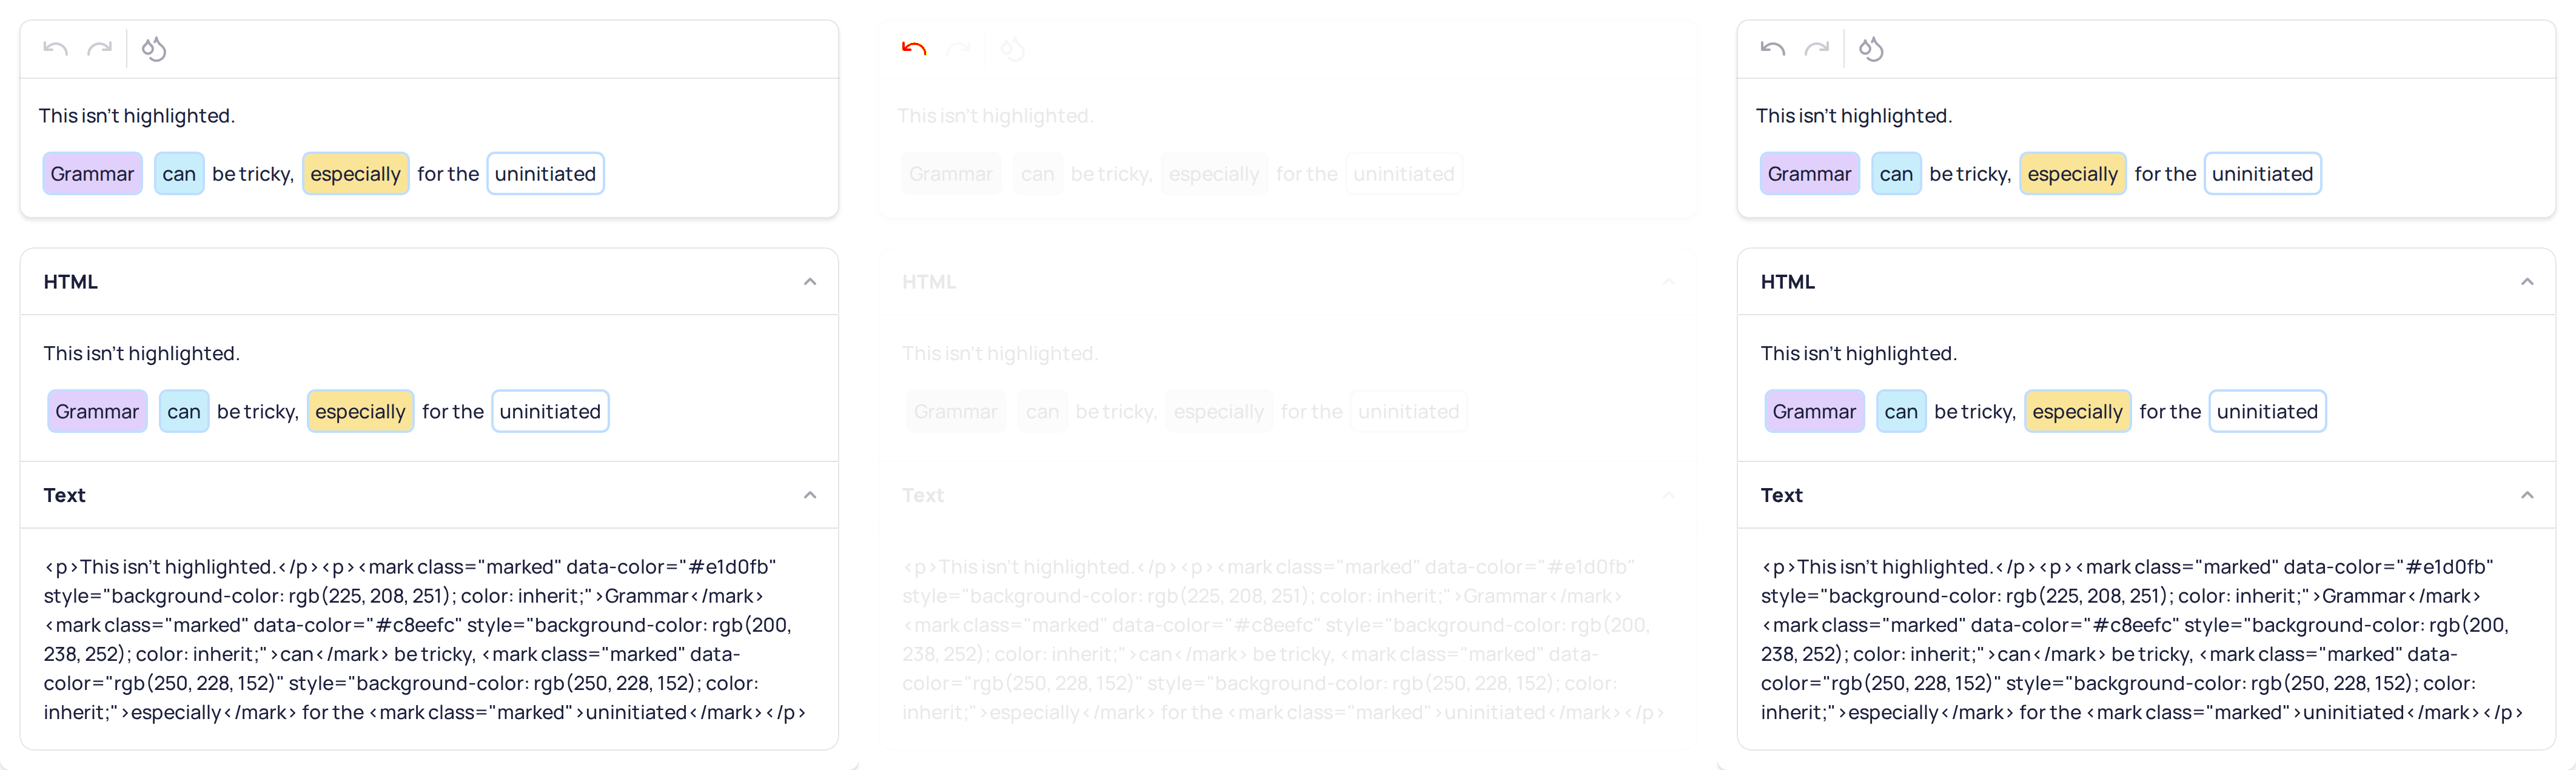 This isn’t highlighted.
Grammar can be tricky, especially for the uninitiated
HTML
This isn’t highlighted.
Grammar can be tricky, especially for the uninitiated
Text
<p>This isn’t highlighted.</p><p><mark class="marked" data-color="#e1d0fb"
style="background-color: rgb(225, 208, 251); color: inherit;">Grammar</mark>
<mark class="marked" data-color="#c8eefc" style="background-color: rgb(200,
238, 252); color: inherit;">can</mark> be tricky, <mark class="marked" data-
color="rgb(250, 228, 152)" style="background-color: rgb(250, 228, 152); color:
inherit;">especially</mark> for the <mark class="marked">uninitiated</mark></p>
This isn’t highlighted.
Grammar can be tricky, especially for the uninitiated
HTML
This isn’t highlighted.
Grammar can be tricky, especially for the uninitiated
Text
<p>This isn’t highlighted.</p><p><mark class="marked" data-color="#e1d0fb"
style="background-color: rgb(225, 208, 251); color: inherit;">Grammar</mark>
<mark class="marked" data-color="#c8eefc" style="background-color: rgb(200,
238, 252); color: inherit;">can</mark> be tricky, <mark class="marked" data-
color="rgb(250, 228, 152)" style="background-color: rgb(250, 228, 152); color:
inherit;">especially</mark> for the <mark class="marked">uninitiated</mark></p>
This isn’t highlighted.
Grammar can be tricky, especially for the uninitiated
HTML
This isn’t highlighted.
Grammar can be tricky, especially for the uninitiated
Text
<p>This isn’t highlighted.</p><p><mark class="marked" data-color="#e1d0fb"
style="background-color: rgb(225, 208, 251); color: inherit;">Grammar</mark>
<mark class="marked" data-color="#c8eefc" style="background-color: rgb(200,
238, 252); color: inherit;">can</mark> be tricky, <mark class="marked" data-
color="rgb(250, 228, 152)" style="background-color: rgb(250, 228, 152); color:
inherit;">especially</mark> for the <mark class="marked">uninitiated</mark></p>